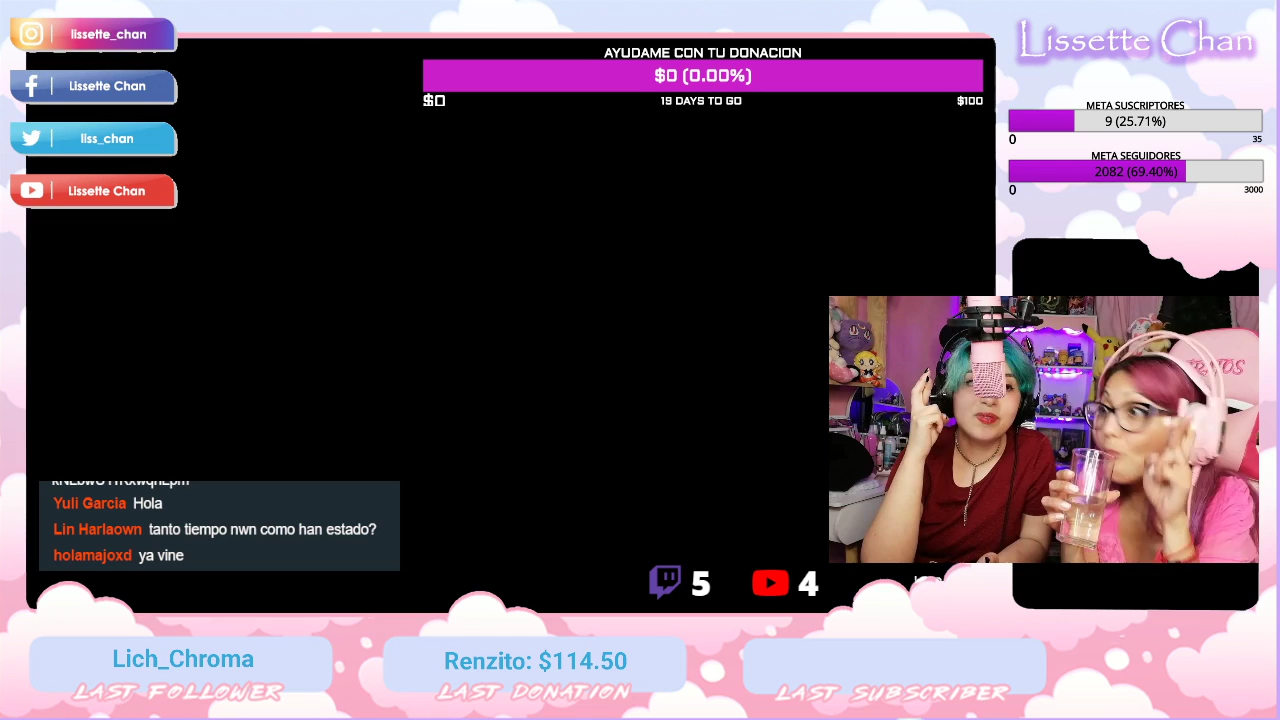 lissette_chan
Lissette Chan
liss_chan
Lissette Chan
AYUDAME CON TU DONACION
$0 (0.00%)
$0 19 DAYS TO GO $100
Lissette Chan
META SUSCRIPTORES
9 (25.71%)
0 35
META SEGUIDORES
2082 (69.40%)
0 3000
Yuli Garcia Hola
Lin Harlaown tanto tiempo nwn como han estado?
holamajoxd ya vine
5 4
Lich_Chroma
LAST FOLLOWER
Renzito: $114.50
LAST DONATION
LAST SUBSCRIBER